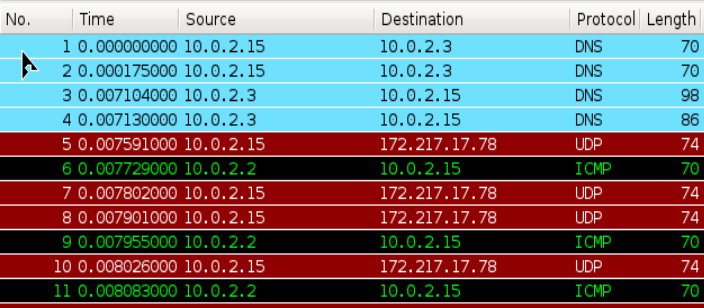 No. Time Source Destination Protocol Length
1 0.000000000 10.0.2.15 10.0.2.3 DNS 70
2 0.000175000 10.0.2.15 10.0.2.3 DNS 70
3 0.007104000 10.0.2.3 10.0.2.15 DNS 98
4 0.007130000 10.0.2.3 10.0.2.15 DNS 86
5 0.007591000 10.0.2.15 172.217.17.78 UDP 74
6 0.007729000 10.0.2.2 10.0.2.15 ICMP 70
7 0.007802000 10.0.2.15 172.217.17.78 UDP 74
8 0.007901000 10.0.2.15 172.217.17.78 UDP 74
9 0.007955000 10.0.2.2 10.0.2.15 ICMP 70
10 0.008026000 10.0.2.15 172.217.17.78 UDP 74
11 0.008083000 10.0.2.2 10.0.2.15 ICMP 70